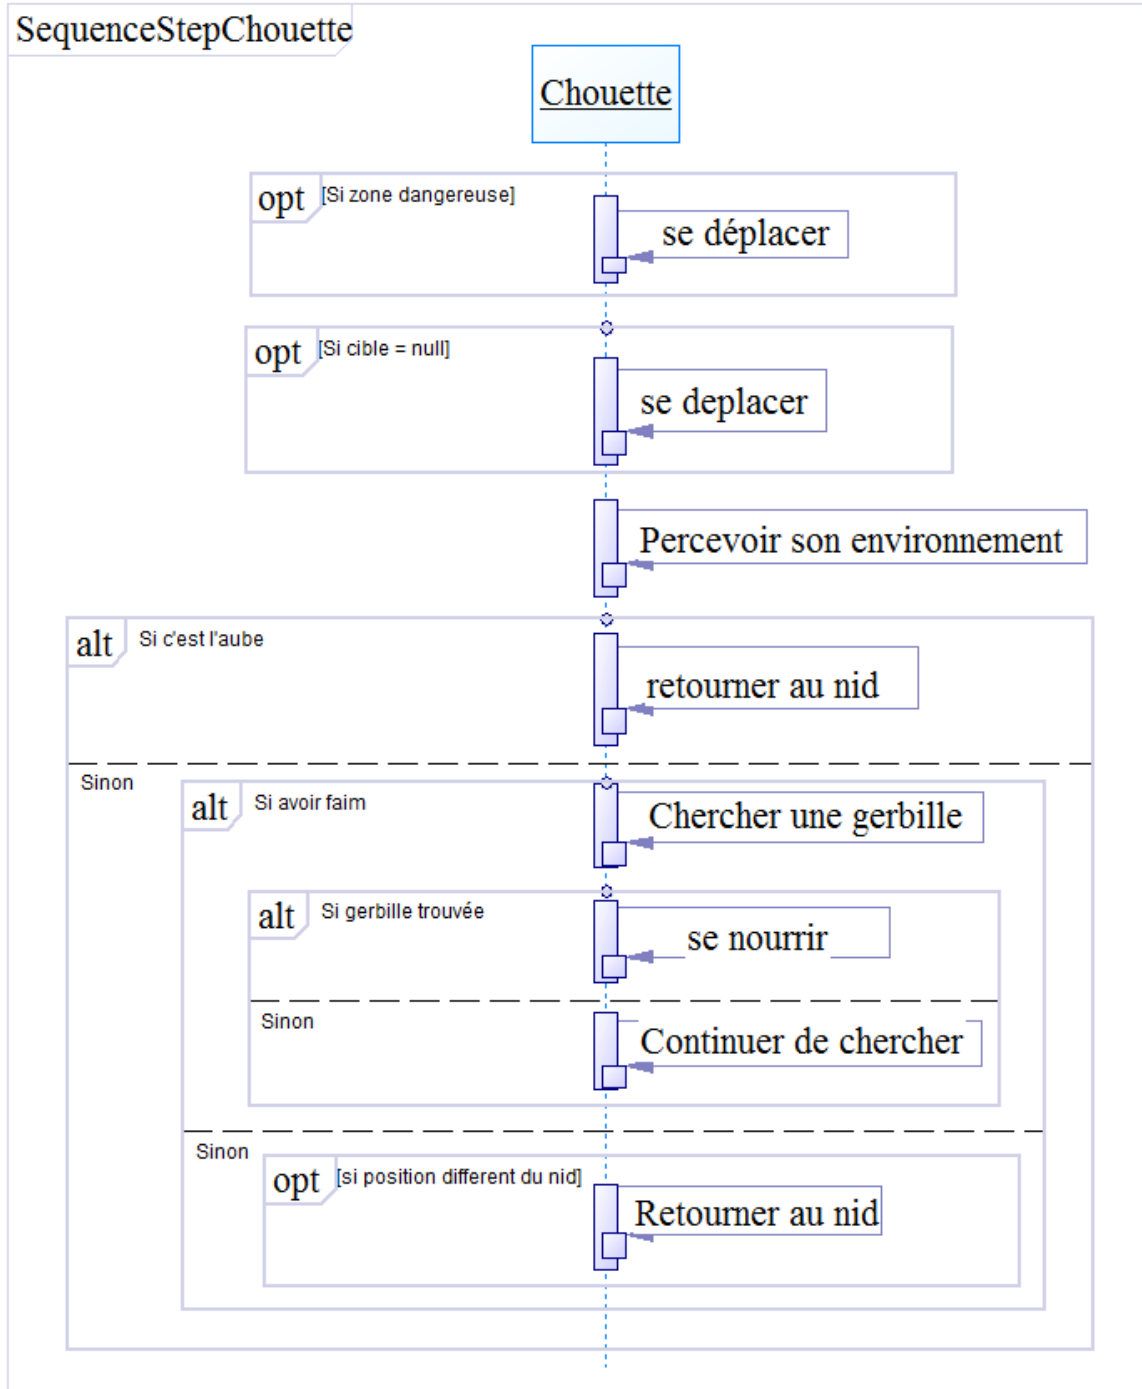 SequenceStepChouette
Chouette
opt [Si zone dangereuse]
se déplacer
opt [Si cible = null]
se deplacer
Percevoir son environnement
alt Si c'est l'aube
retourner au nid
Sinon
alt Si avoir faim
Chercher une gerbille
alt Si gerbille trouvée
se nourrir
Sinon
Continuer de chercher
Sinon
opt [si position different du nid]
Retourner au nid